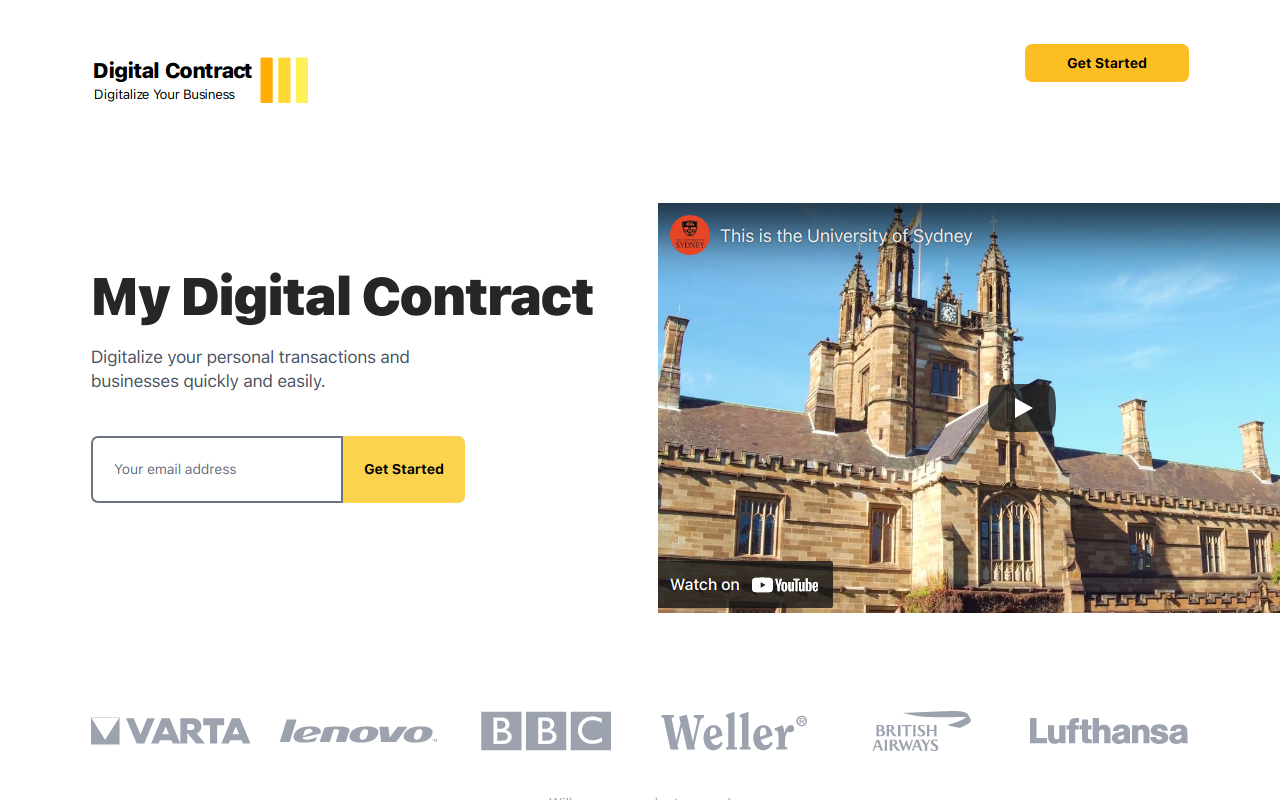 Digital Contract
Digitalize Your Business
Get Started
My Digital Contract
Digitalize your personal transactions and
businesses quickly and easily.
Your email address
Get Started
SYDNEY
This is the University of Sydney
Watch on YouTube
VARTA
lenovo
BBC
Weller®
BRITISH
AIRWAYS
Lufthansa